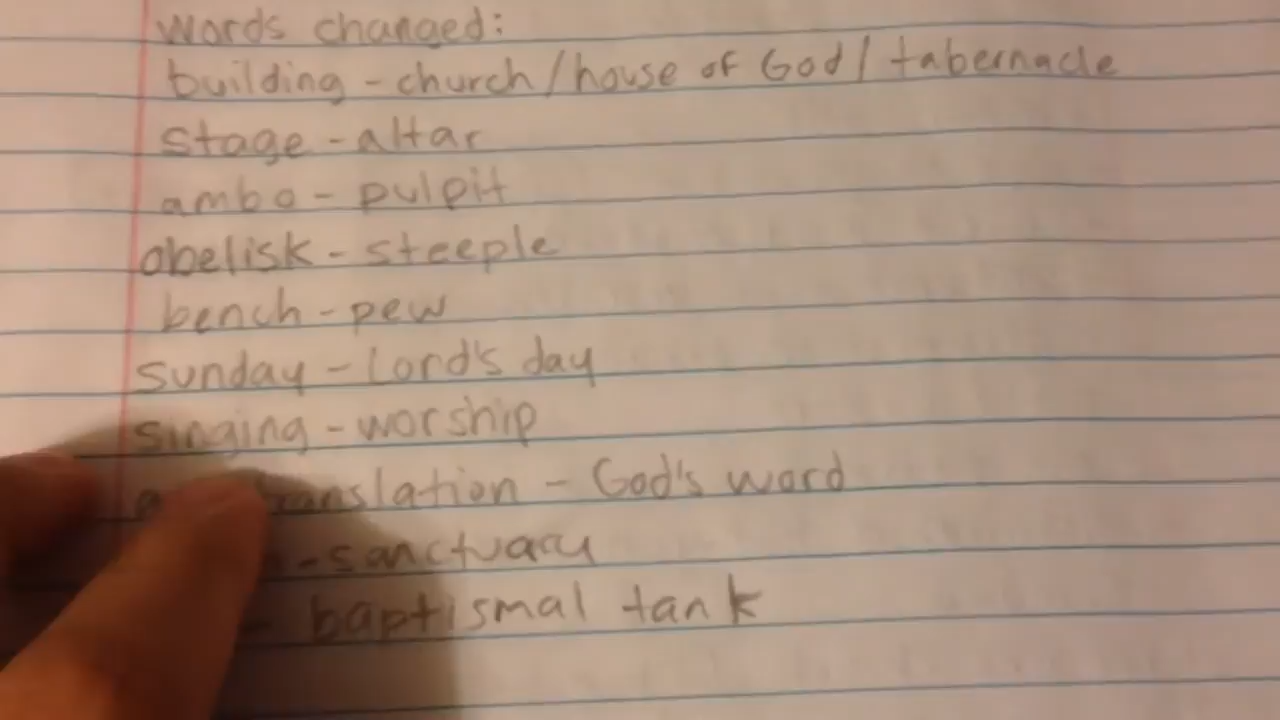 words changed:
building - church/house of God/ tabernacle
stage - altar
ambo - pulpit
obelisk - steeple
bench - pew
sunday - Lord's day
singing - worship
translation - God's word
- sanctuary
- baptismal tank